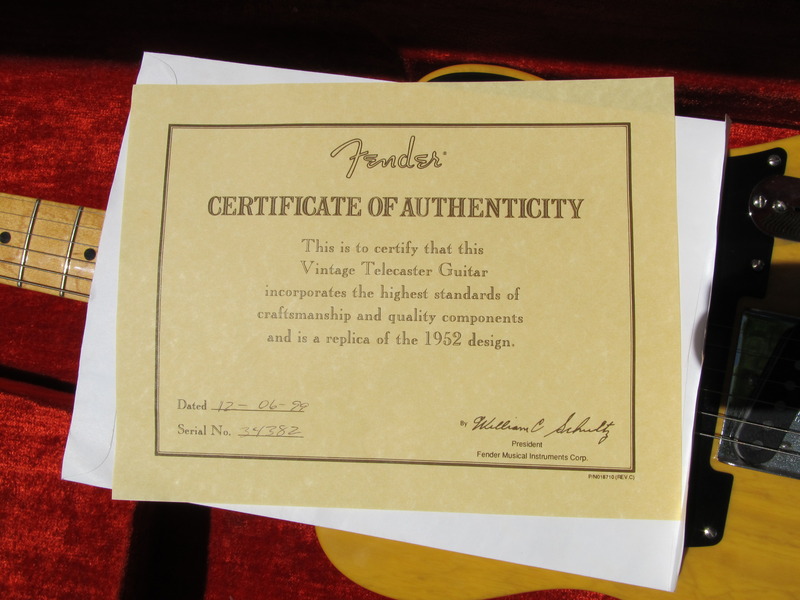 Fender
CERTIFICATE OF AUTHENTICITY
This is to certify that this
Vintage Telecaster Guitar
incorporates the highest standards of
craftsmanship and quality components
and is a replica of the 1952 design.
Dated 12-06-99
Serial No. 34382
By William C Schultz
President
Fender Musical Instruments Corp.
P/N018710 (REV.C)